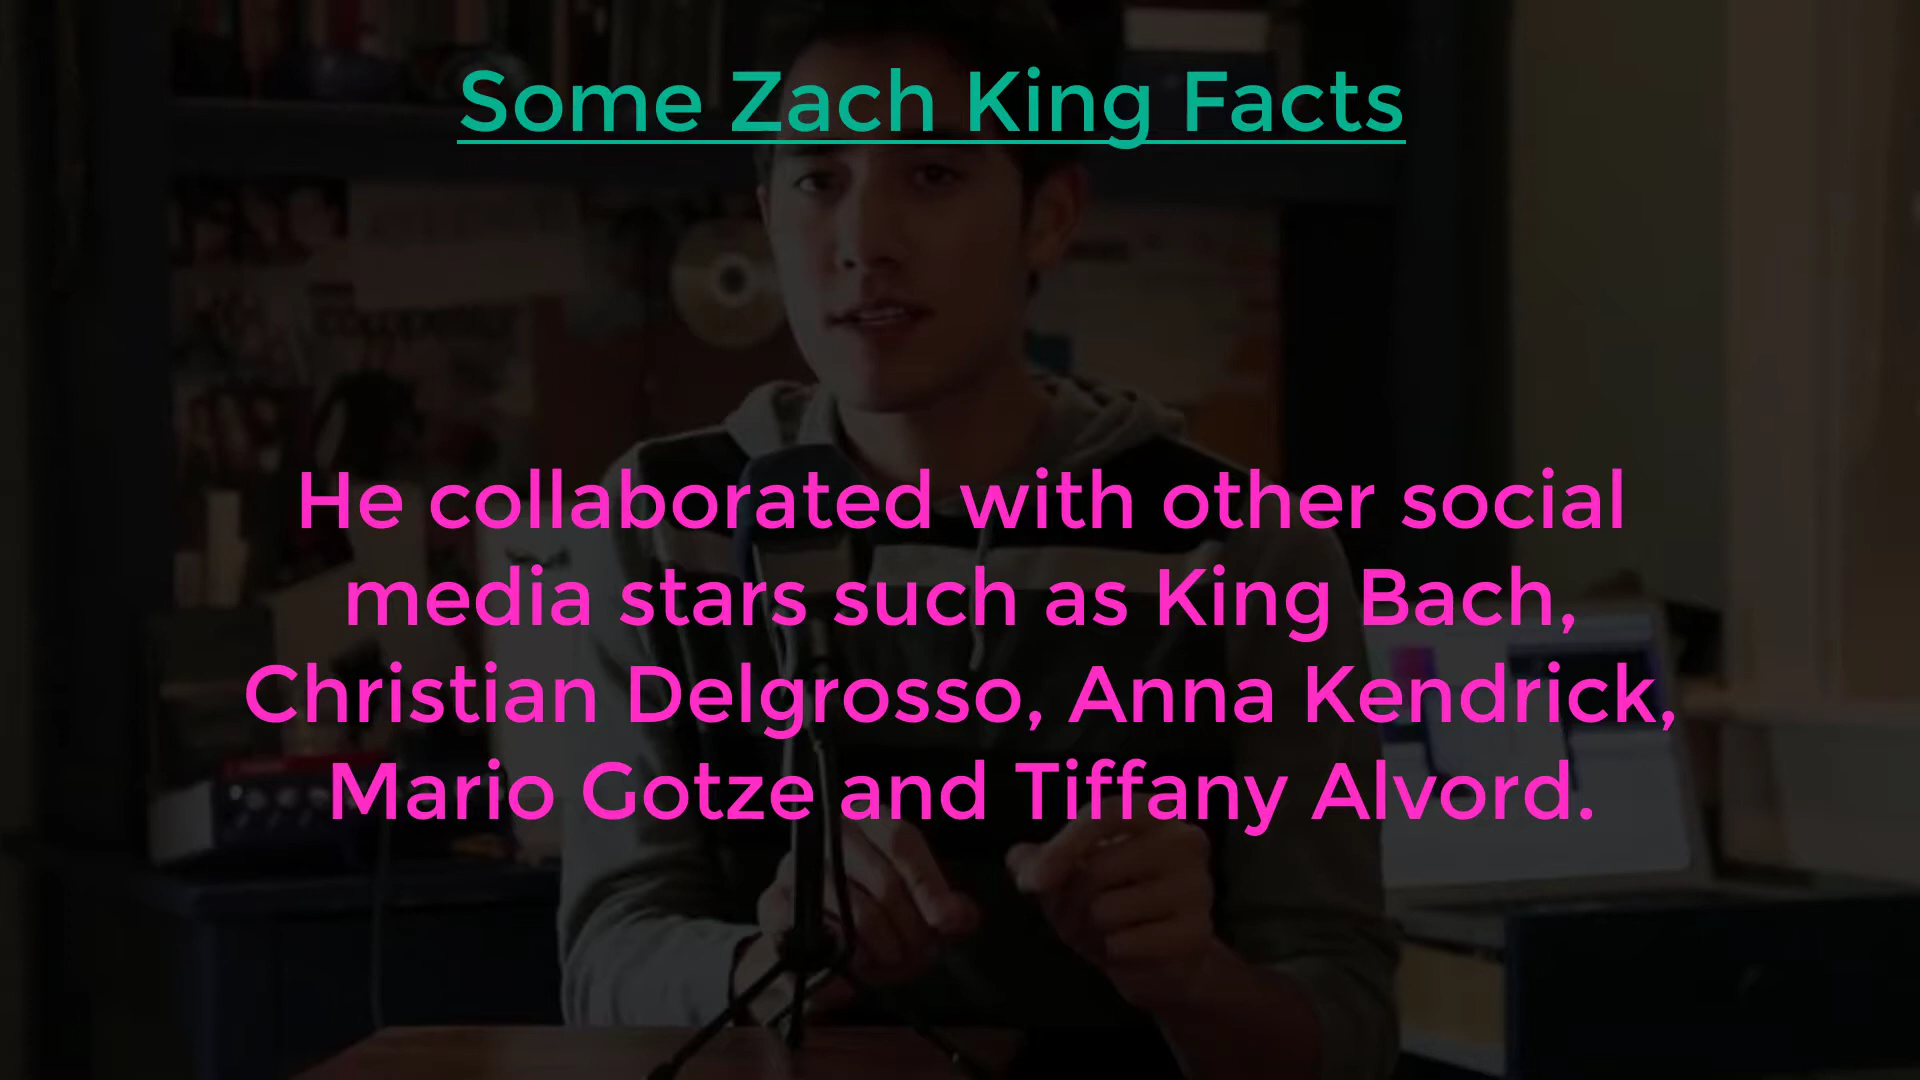 Some Zach King Facts
He collaborated with other social
media stars such as King Bach,
Christian Delgrosso, Anna Kendrick,
Mario Gotze and Tiffany Alvord.